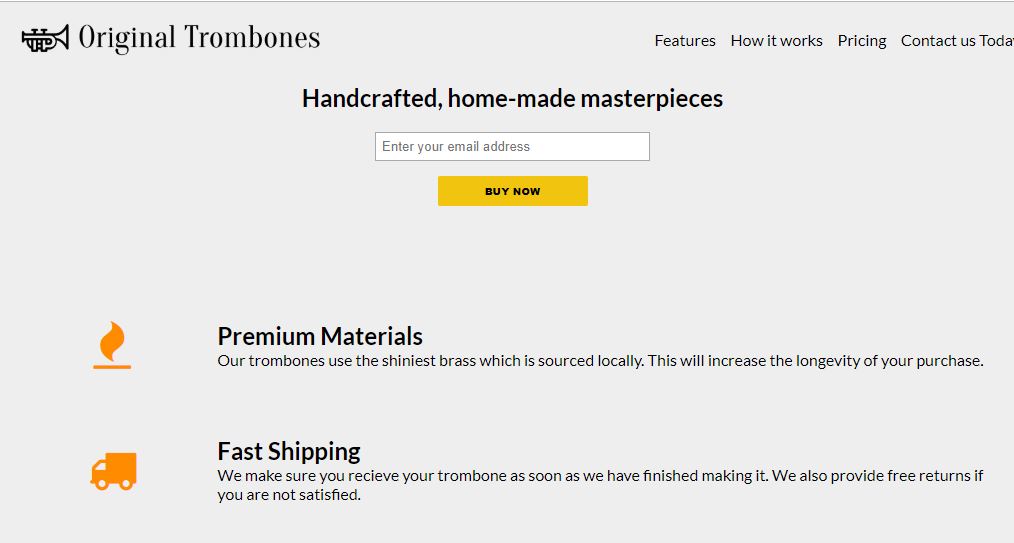 Original Trombones
Features How it works Pricing Contact us Today
Handcrafted, home-made masterpieces
Enter your email address
BUY NOW
Premium Materials
Our trombones use the shiniest brass which is sourced locally. This will increase the longevity of your purchase.
Fast Shipping
We make sure you recieve your trombone as soon as we have finished making it. We also provide free returns if
you are not satisfied.